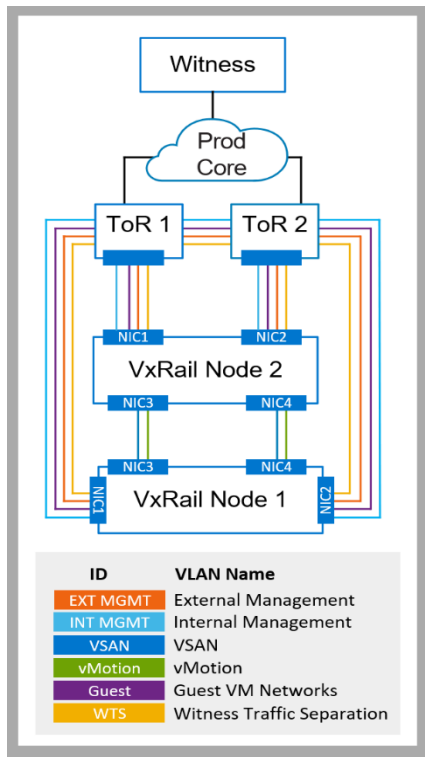 Witness
Prod
Core
ToR 1 ToR 2
NIC1 NIC2
VxRail Node 2
NIC3 NIC4
NIC3 NIC4
NIC1 VxRail Node 1 NIC2
ID VLAN Name
EXT MGMT External Management
INT MGMT Internal Management
VSAN VSAN
vMotion vMotion
Guest Guest VM Networks
WTS Witness Traffic Separation